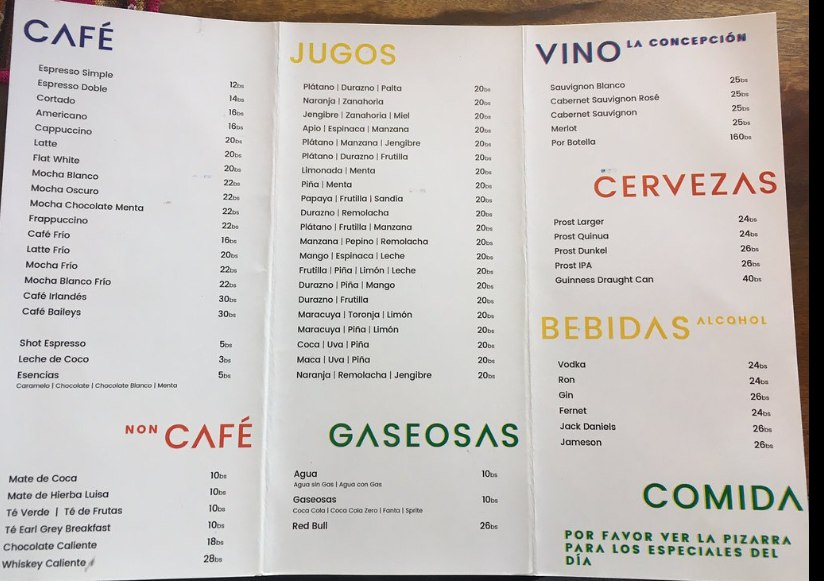 CAFÉ
Espresso Simple 12bs
Espresso Doble 14bs
Cortado 16bs
Americano 16bs
Cappuccino 20bs
Latte 20bs
Flat White 20bs
Mocha Blanco 22bs
Mocha Oscuro 22bs
Mocha Chocolate Menta 22bs
Frappuccino 22bs
Café Frío 16bs
Latte Frío 20bs
Mocha Frío 22bs
Mocha Blanco Frío 22bs
Café Irlandés 30bs
Café Baileys 30bs
Shot Espresso 5bs
Leche de Coco 3bs
Esencias 5bs
Caramelo | Chocolate | Chocolate Blanco | Menta
NON CAFÉ
Mate de Coca 10bs
Mate de Hierba Luisa 10bs
Té Verde | Té de Frutas 10bs
Té Earl Grey Breakfast 10bs
Chocolate Caliente 18bs
Whiskey Caliente 28bs
JUGOS
Plátano | Durazno | Palta 20bs
Naranja | Zanahoria 20bs
Jengibre | Zanahoria | Miel 20bs
Apio | Espinaca | Manzana 20bs
Plátano | Manzana | Jengibre 20bs
Plátano | Durazno | Frutilla 20bs
Limonada | Menta 20bs
Piña | Menta 20bs
Papaya | Frutilla | Sandía 20bs
Durazno | Remolacha 20bs
Plátano | Frutilla | Manzana 20bs
Manzana | Pepino | Remolacha 20bs
Mango | Espinaca | Leche 20bs
Frutilla | Piña | Limón | Leche 20bs
Durazno | Piña | Mango 20bs
Durazno | Frutilla 20bs
Maracuya | Toronja | Limón 20bs
Maracuya | Piña | Limón 20bs
Coca | Uva | Piña 20bs
Maca | Uva | Piña 20bs
Naranja | Remolacha | Jengibre 20bs
GASEOSAS
Agua 10bs
Agua sin Gas | Agua con Gas
Gaseosas 10bs
Coca Cola | Coca Cola Zero | Fanta | Sprite
Red Bull 26bs
VINO LA CONCEPCIÓN
Sauvignon Blanco 25bs
Cabernet Sauvignon Rosé 25bs
Cabernet Sauvignon 25bs
Merlot 25bs
Por Botella 160bs
CERVEZAS
Prost Larger 24bs
Prost Quinua 24bs
Prost Dunkel 26bs
Prost IPA 26bs
Guinness Draught Can 40bs
BEBIDAS ALCOHOL
Vodka 24bs
Ron 24bs
Gin 26bs
Fernet 24bs
Jack Daniels 26bs
Jameson 26bs
COMIDA
POR FAVOR VER LA PIZARRA
PARA LOS ESPECIALES DEL
DÍA